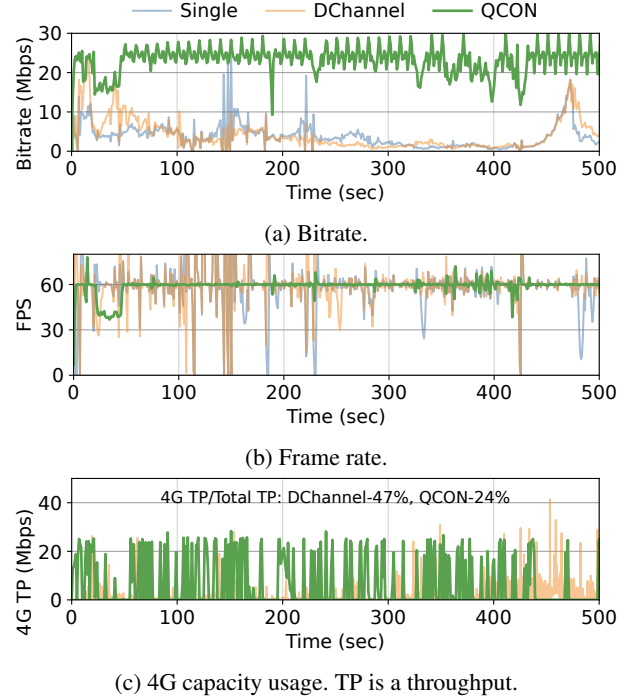 Single DChannel QCON
30
20
10
0
Bitrate (Mbps)
0 100 200 300 400 500
Time (sec)
(a) Bitrate.
60
30
0
FPS
0 100 200 300 400 500
Time (sec)
(b) Frame rate.
4G TP/Total TP: DChannel-47%, QCON-24%
40
20
0
4G TP (Mbps)
0 100 200 300 400 500
Time (sec)
(c) 4G capacity usage. TP is a throughput.